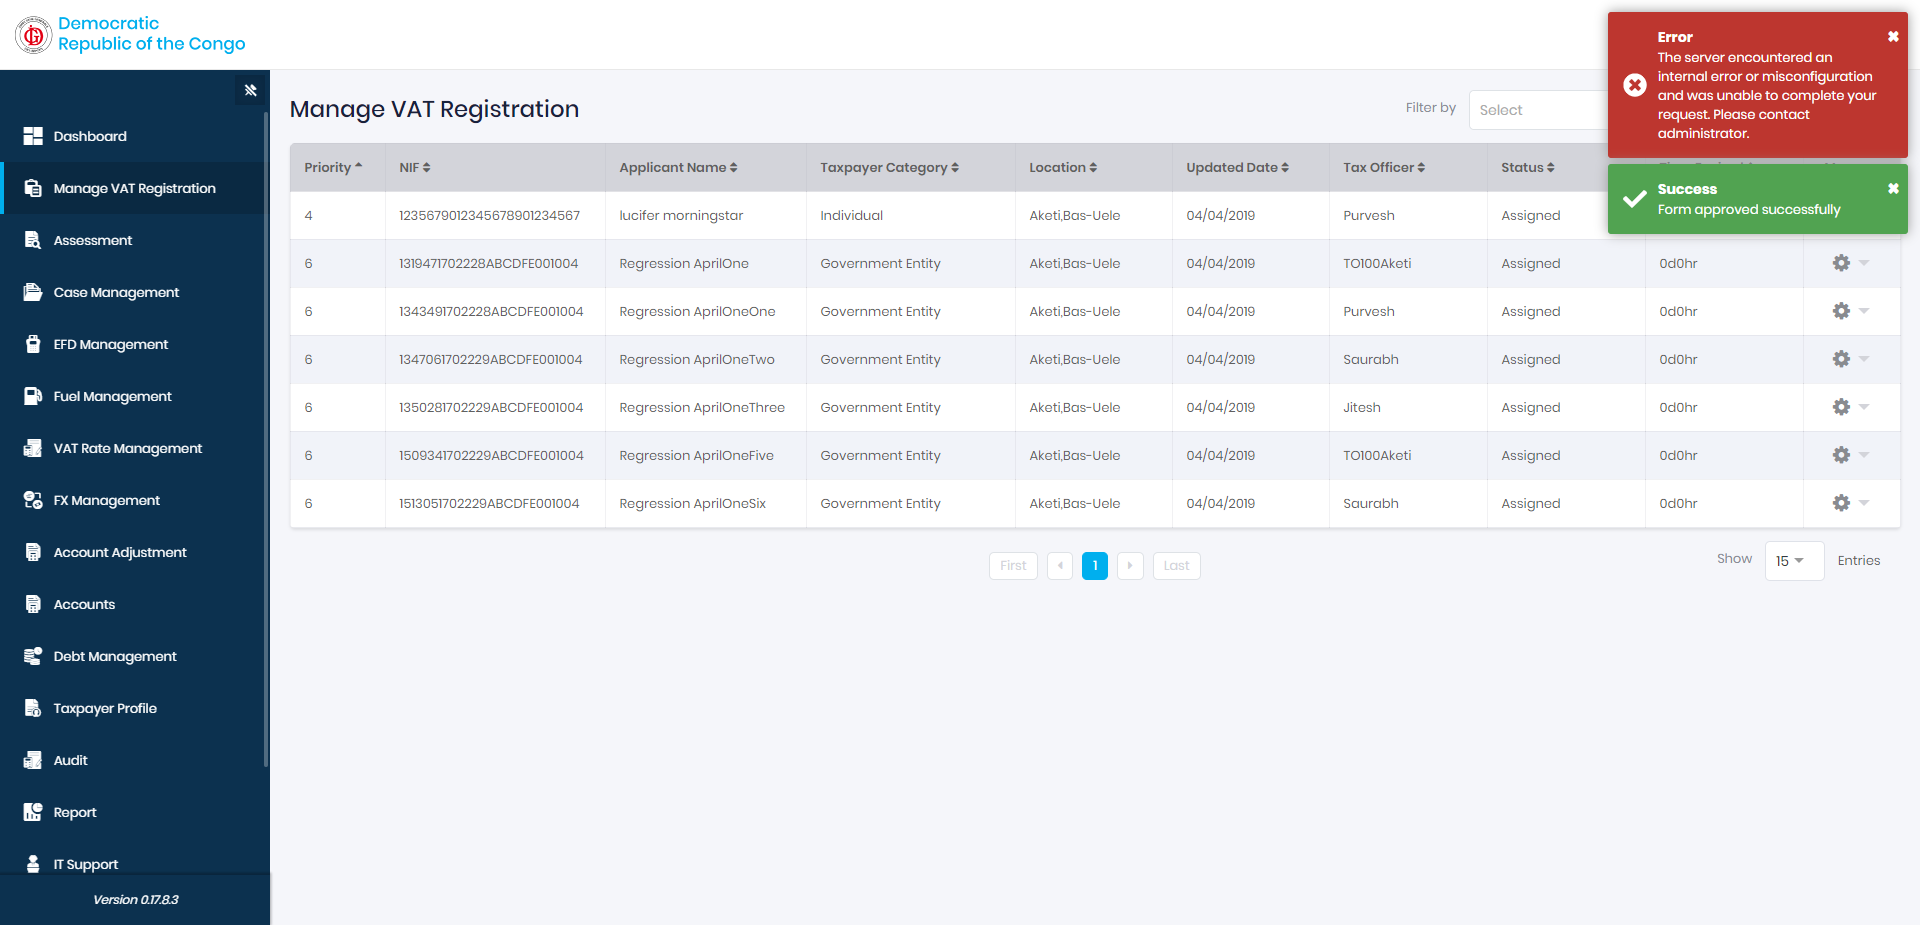 Democratic
Republic of the Congo
Error
The server encountered an
internal error or misconfiguration
and was unable to complete your
request. Please contact
administrator.
Success
Form approved successfully
Dashboard
Manage VAT Registration
Assessment
Case Management
EFD Management
Fuel Management
VAT Rate Management
FX Management
Account Adjustment
Accounts
Debt Management
Taxpayer Profile
Audit
Report
IT Support
Version 0.17.8.3
Manage VAT Registration
Filter by Select
Priority NIF Applicant Name Taxpayer Category Location Updated Date Tax Officer Status
4 1235679012345678901234567 lucifer morningstar Individual Aketi,Bas-Uele 04/04/2019 Purvesh Assigned
6 1319471702228ABCDFE001004 Regression AprilOne Government Entity Aketi,Bas-Uele 04/04/2019 TO100Aketi Assigned 0d0hr
6 1343491702228ABCDFE001004 Regression AprilOneOne Government Entity Aketi,Bas-Uele 04/04/2019 Purvesh Assigned 0d0hr
6 1347061702229ABCDFE001004 Regression AprilOneTwo Government Entity Aketi,Bas-Uele 04/04/2019 Saurabh Assigned 0d0hr
6 1350281702229ABCDFE001004 Regression AprilOneThree Government Entity Aketi,Bas-Uele 04/04/2019 Jitesh Assigned 0d0hr
6 1509341702229ABCDFE001004 Regression AprilOneFive Government Entity Aketi,Bas-Uele 04/04/2019 TO100Aketi Assigned 0d0hr
6 1513051702229ABCDFE001004 Regression AprilOneSix Government Entity Aketi,Bas-Uele 04/04/2019 Saurabh Assigned 0d0hr
First 1 Last
Show 15 Entries